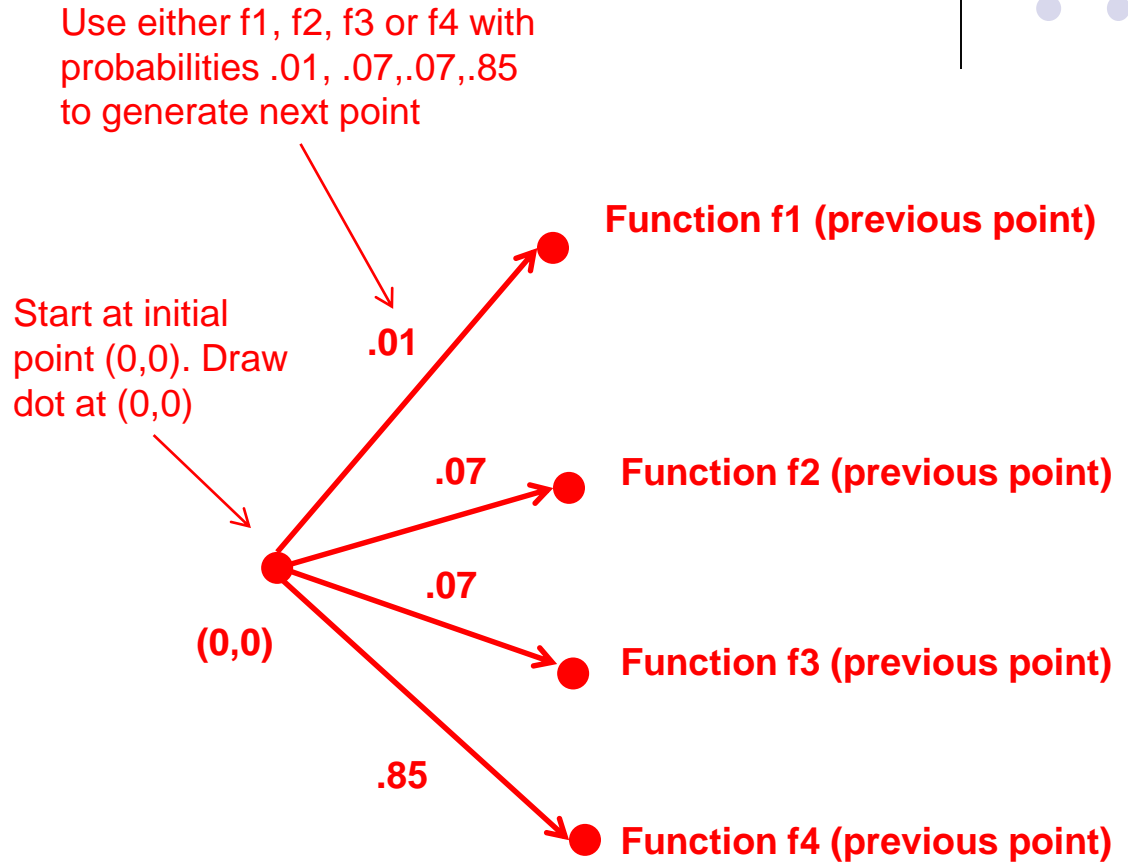 Use either f1, f2, f3 or f4 with
probabilities .01, .07,.07,.85
to generate next point
Function f1 (previous point)
Start at initial
point (0,0). Draw
dot at (0,0)
.01
.07
Function f2 (previous point)
.07
(0,0)
Function f3 (previous point)
.85
Function f4 (previous point)